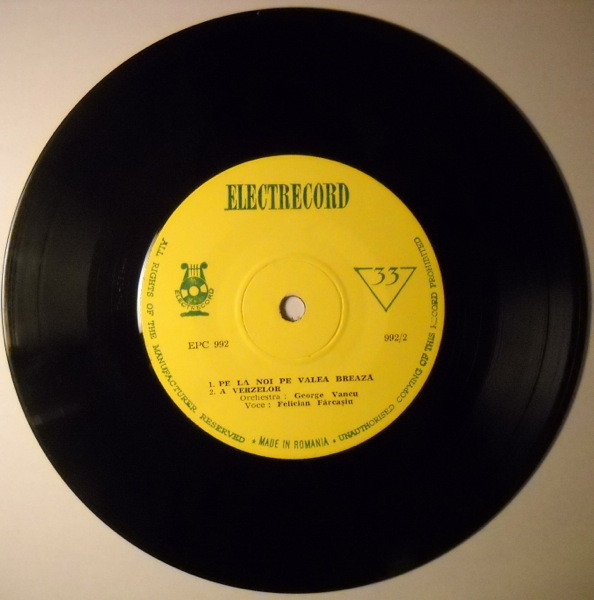 ELECTRECORD
ELECTRECORD
33
EPC 992
992/2
1. PE LA NOI PE VALEA BREAZĂ
2. A VERZELOR
Orchestra : George Vancu
Voce : Felician Fărcașiu
ALL RIGHTS OF THE MANUFACTURER RESERVED • MADE IN ROMANIA • UNAUTHORISED COPYING OF THIS RECORD PROHIBITED